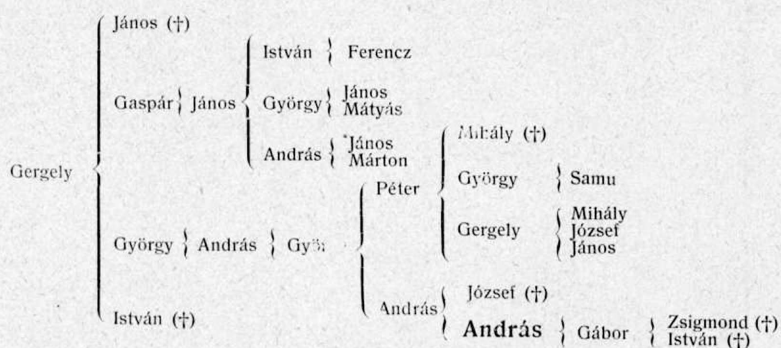 János (†)
István } Ferencz
Gaspár } János
György { János
Mátyás
András { János
Márton
Mihály (†)
Gergely
Péter
György } Samu
Gergely { Mihály
József
János
György { András }
József (†)
András
István (†)
András } Gábor { Zsigmond (†)
István (†)